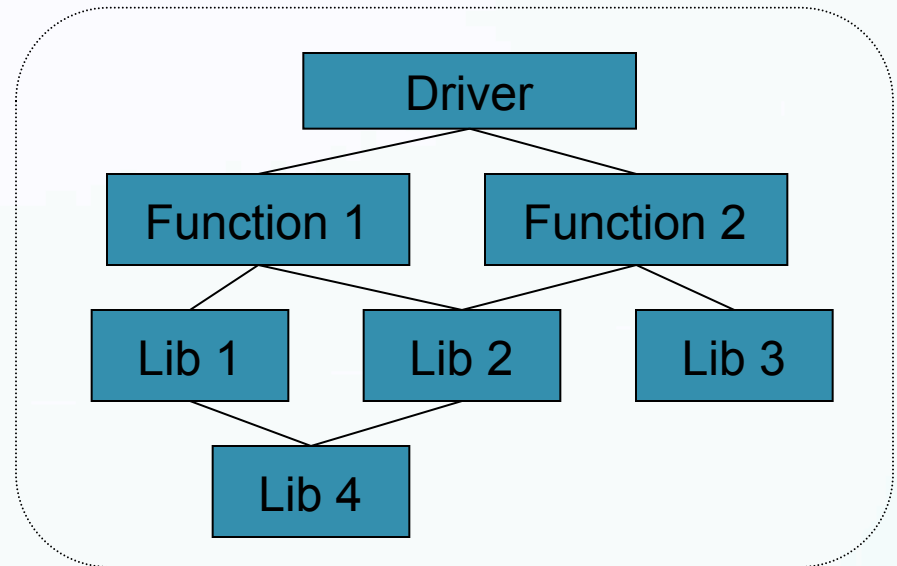 Driver
Function 1
Function 2
Lib 1
Lib 2
Lib 3
Lib 4